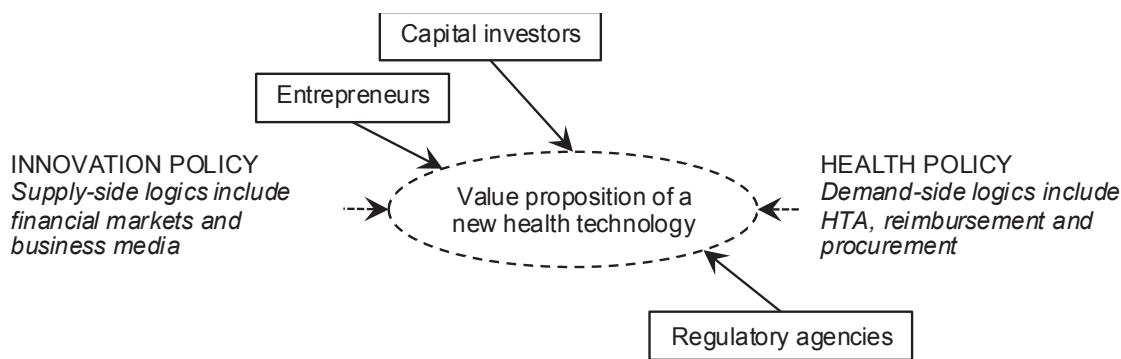 Capital investors
Entrepreneurs
INNOVATION POLICY
Supply-side logics include
financial markets and
business media
Value proposition of a
new health technology
HEALTH POLICY
Demand-side logics include
HTA, reimbursement and
procurement
Regulatory agencies